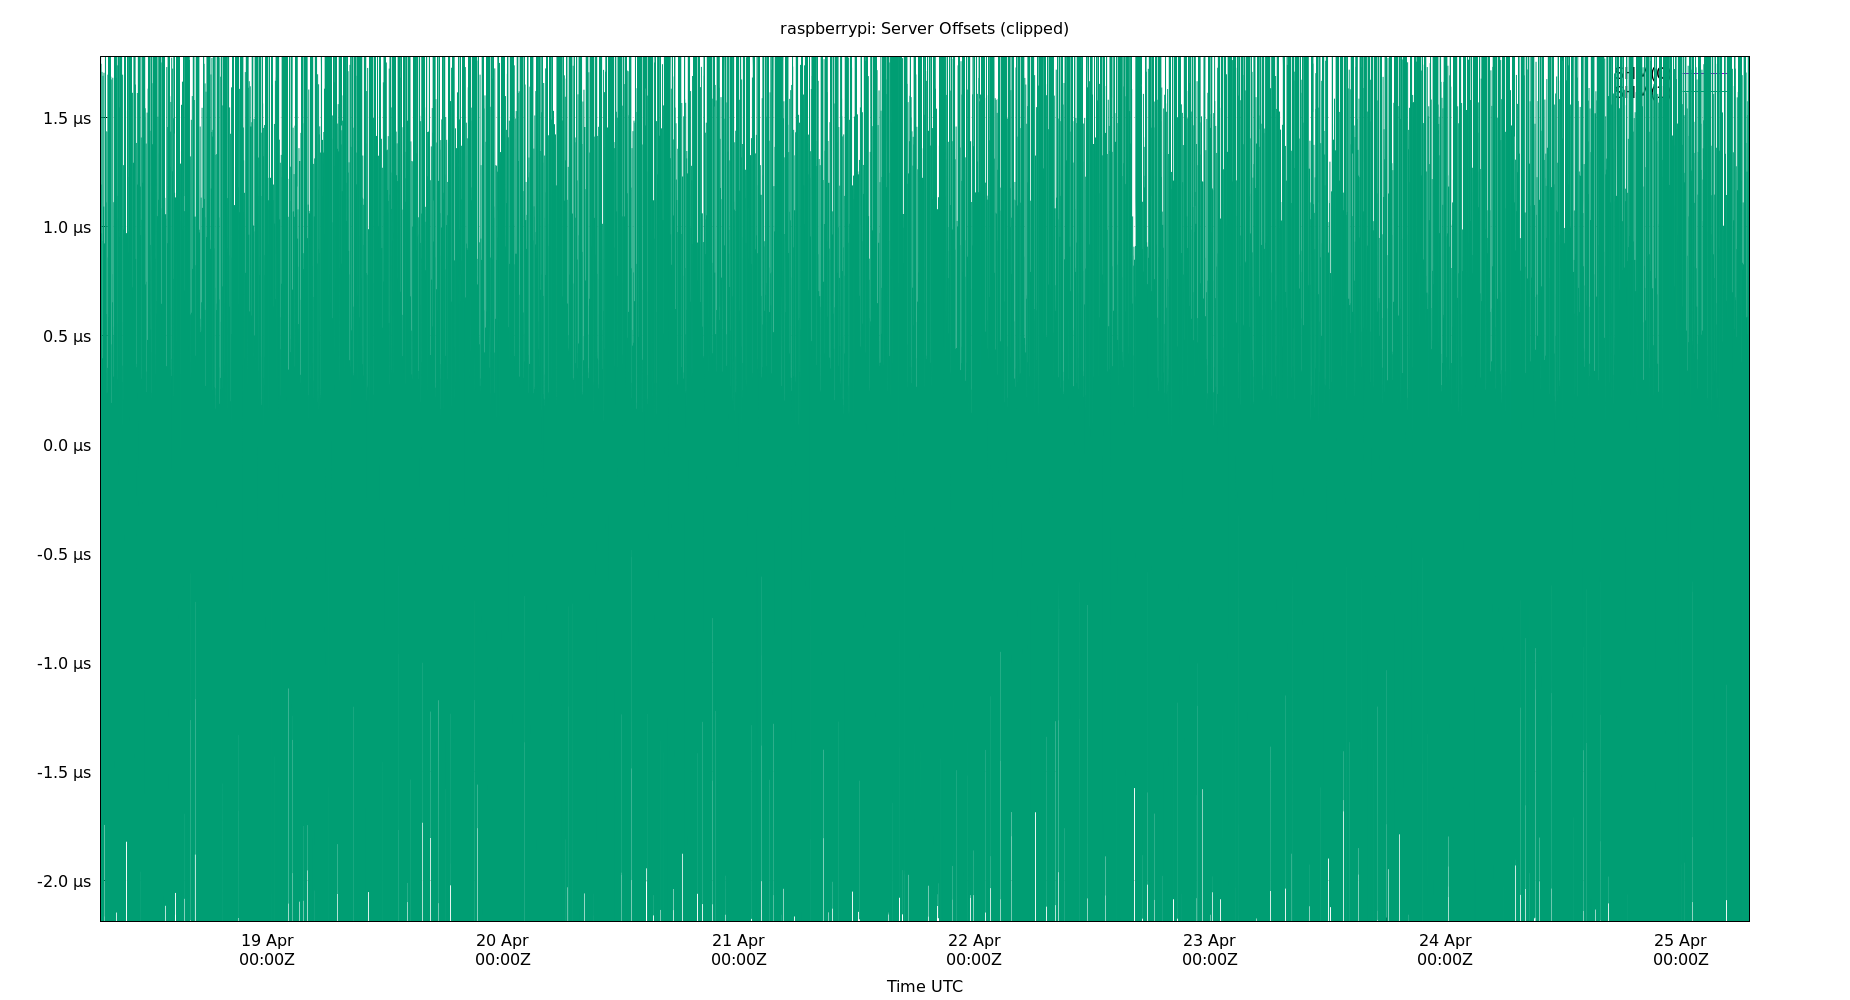 raspberrypi: Server Offsets (clipped)
1.5 µs
1.0 µs
0.5 µs
0.0 µs
-0.5 µs
-1.0 µs
-1.5 µs
-2.0 µs
19 Apr
00:00Z
20 Apr
00:00Z
21 Apr
00:00Z
22 Apr
00:00Z
23 Apr
00:00Z
24 Apr
00:00Z
25 Apr
00:00Z
Time UTC